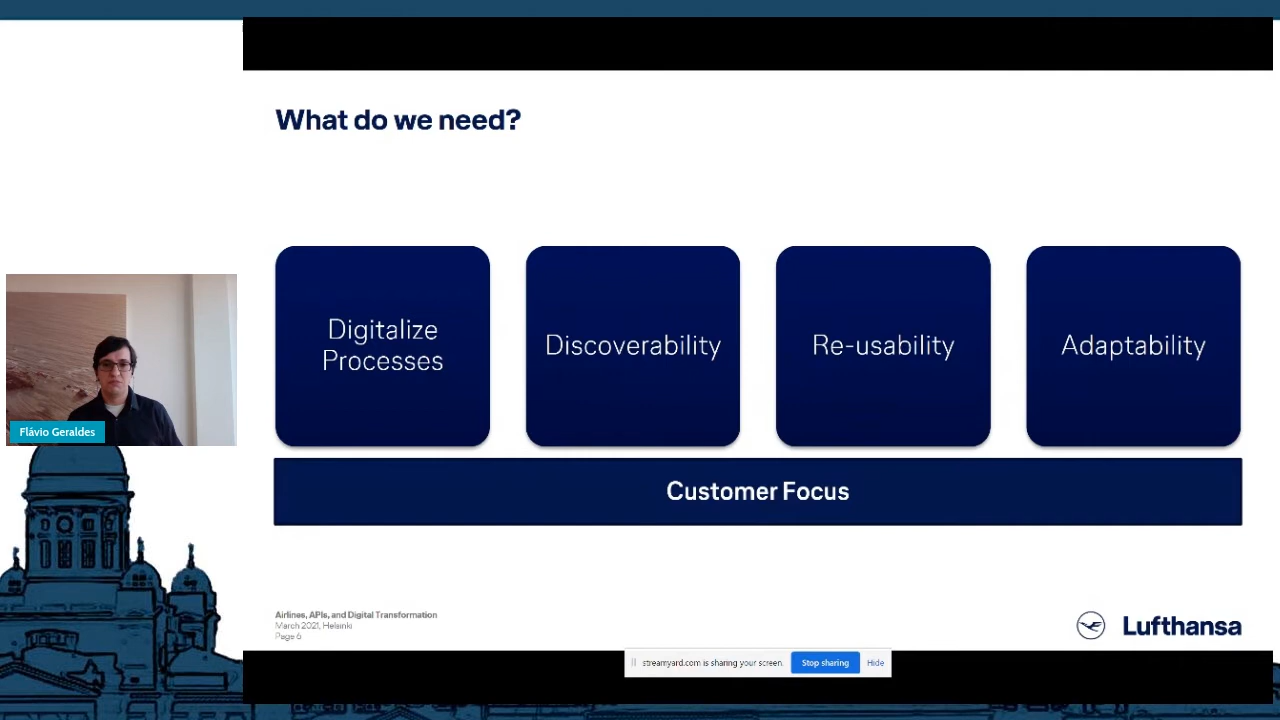 What do we need?
Digitalize
Processes
Discoverability
Re-usability
Adaptability
Customer Focus
Flávio Geraldes
Airlines, APIs, and Digital Transformation
March 2021, Helsinki
Page 6
Lufthansa
streamyard.com is sharing your screen.
Stop sharing
Hide